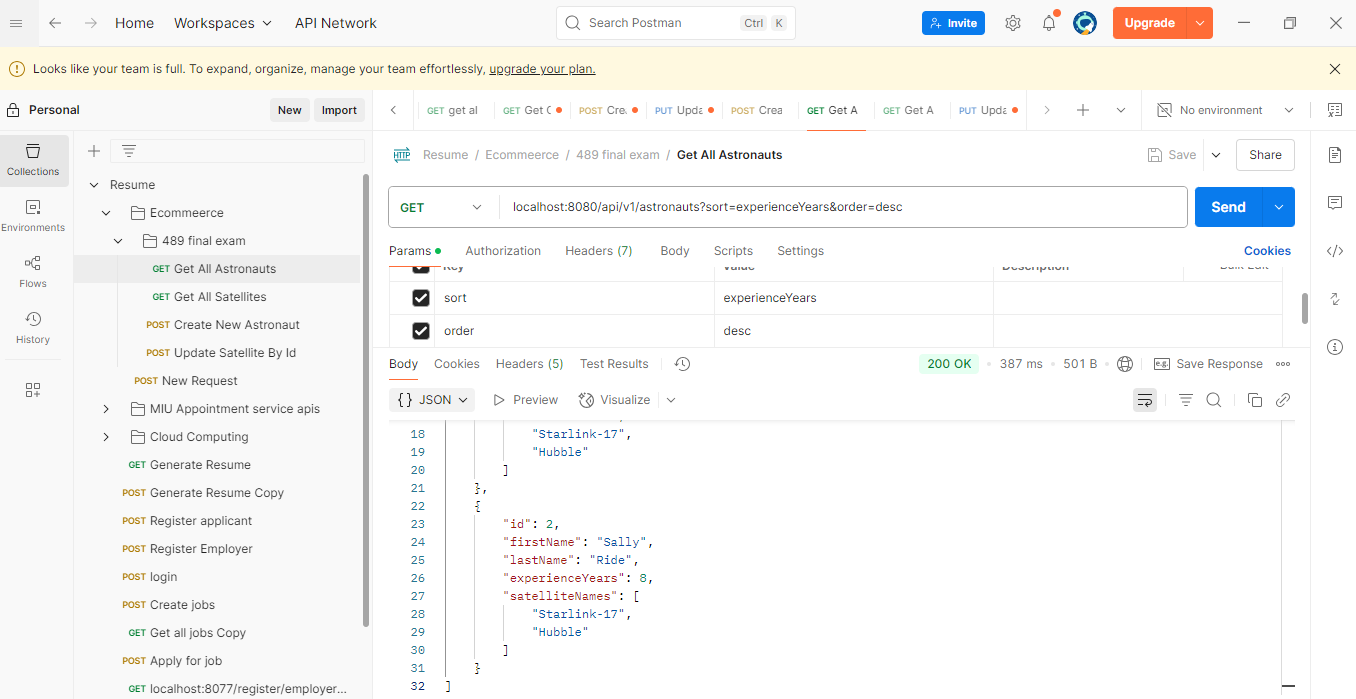 Home Workspaces API Network Search Postman Ctrl K Invite Upgrade
Looks like your team is full. To expand, organize, manage your team effortlessly, upgrade your plan.
Personal New Import
GET get al GET Get C POST Cre PUT Upda POST Crea GET Get A GET Get A PUT Upda No environment
Collections
Environments
Flows
History
Resume
Ecommeerce
489 final exam
GET Get All Astronauts
GET Get All Satellites
POST Create New Astronaut
POST Update Satellite By Id
POST New Request
MIU Appointment service apis
Cloud Computing
GET Generate Resume
POST Generate Resume Copy
POST Register applicant
POST Register Employer
POST login
POST Create jobs
GET Get all jobs Copy
POST Apply for job
GET localhost:8077/register/employer...
HTTP Resume / Ecommeerce / 489 final exam / Get All Astronauts Save Share
GET localhost:8080/api/v1/astronauts?sort=experienceYears&order=desc Send
Params Authorization Headers (7) Body Scripts Settings Cookies
Key Value Description Bulk Edit
sort experienceYears
order desc
Body Cookies Headers (5) Test Results 200 OK 387 ms 501 B e.g. Save Response
{} JSON Preview Visualize
18 "Starlink-17",
19 "Hubble"
20 ]
21 },
22 {
23 "id": 2,
24 "firstName": "Sally",
25 "lastName": "Ride",
26 "experienceYears": 8,
27 "satelliteNames": [
28 "Starlink-17",
29 "Hubble"
30 ]
31 }
32 ]